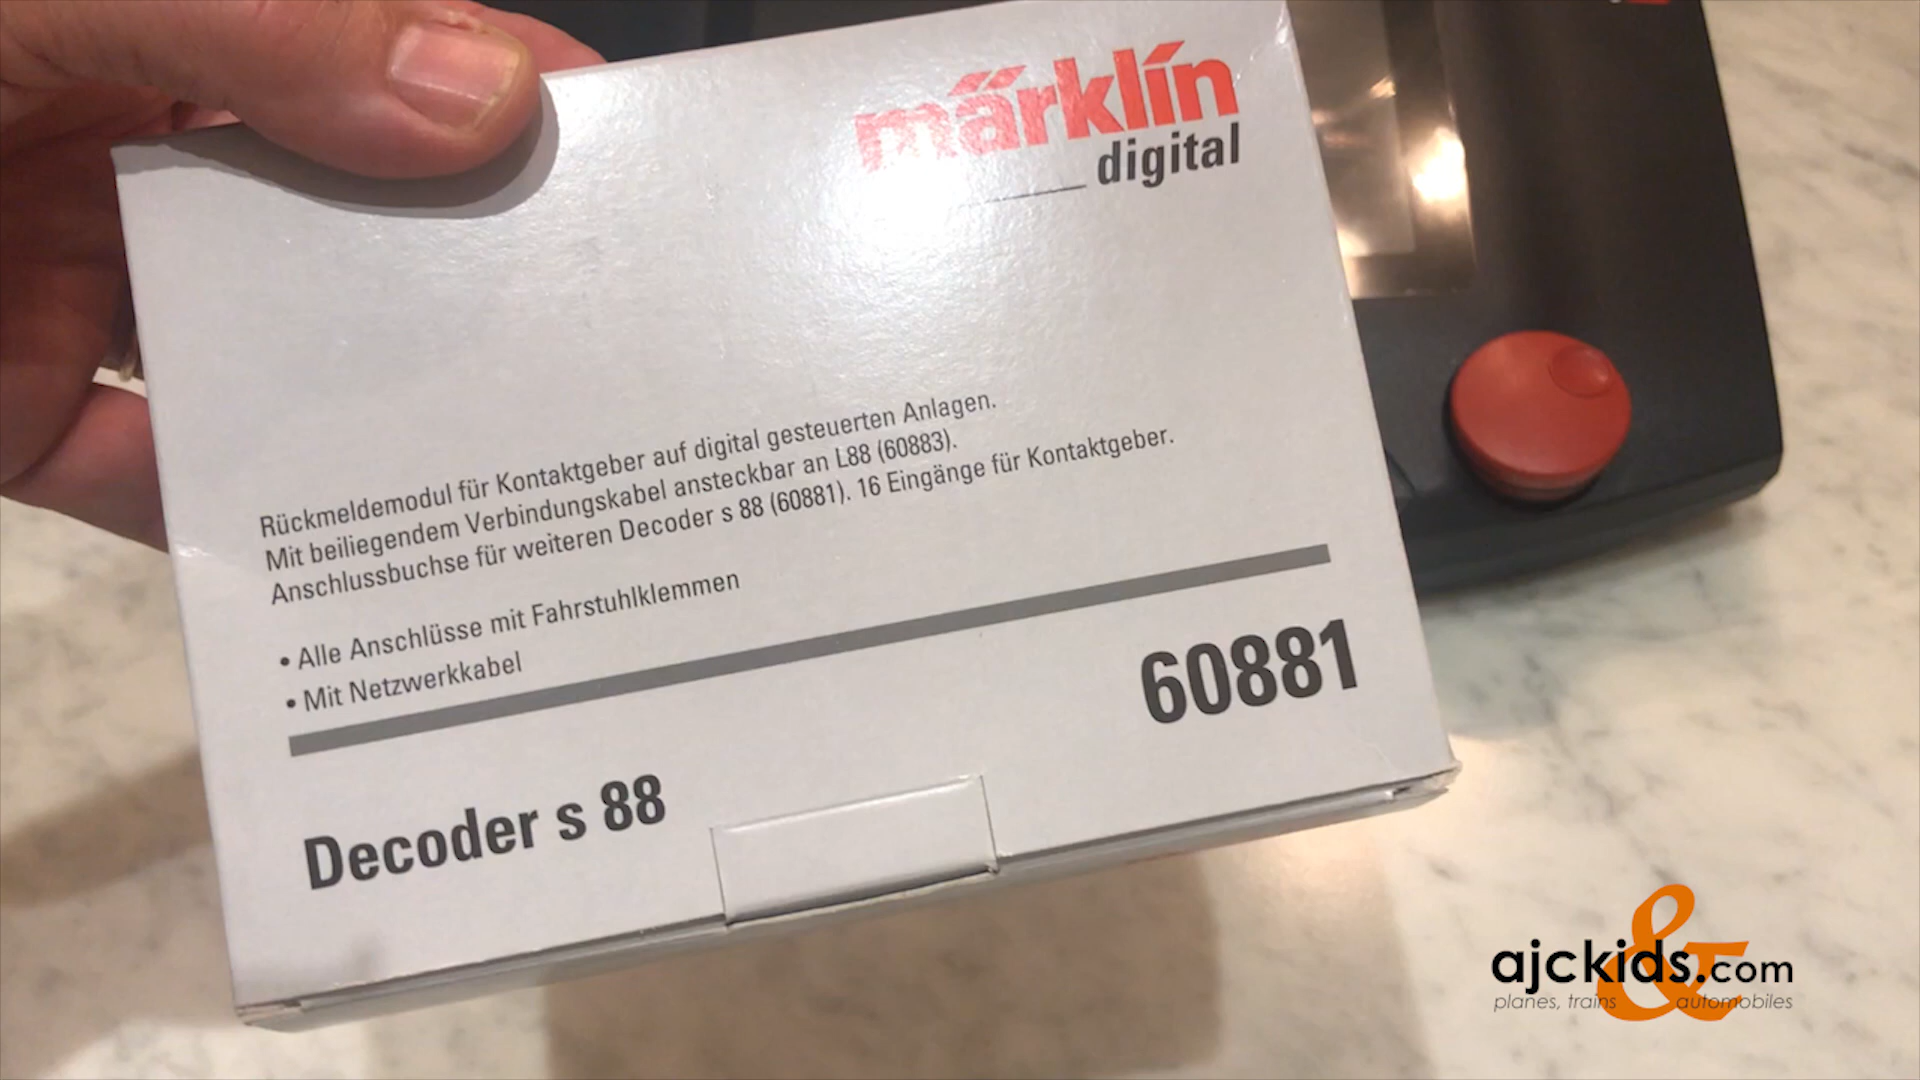 märklín
digital
Rückmeldemodul für Kontaktgeber auf digital gesteuerten Anlagen.
Mit beiliegendem Verbindungskabel ansteckbar an L88 (60883).
Anschlussbuchse für weiteren Decoder s 88 (60881). 16 Eingänge für Kontaktgeber.
• Alle Anschlüsse mit Fahrstuhlklemmen
• Mit Netzwerkkabel
60881
Decoder s 88
&
ajckids.com
planes, trains automobiles